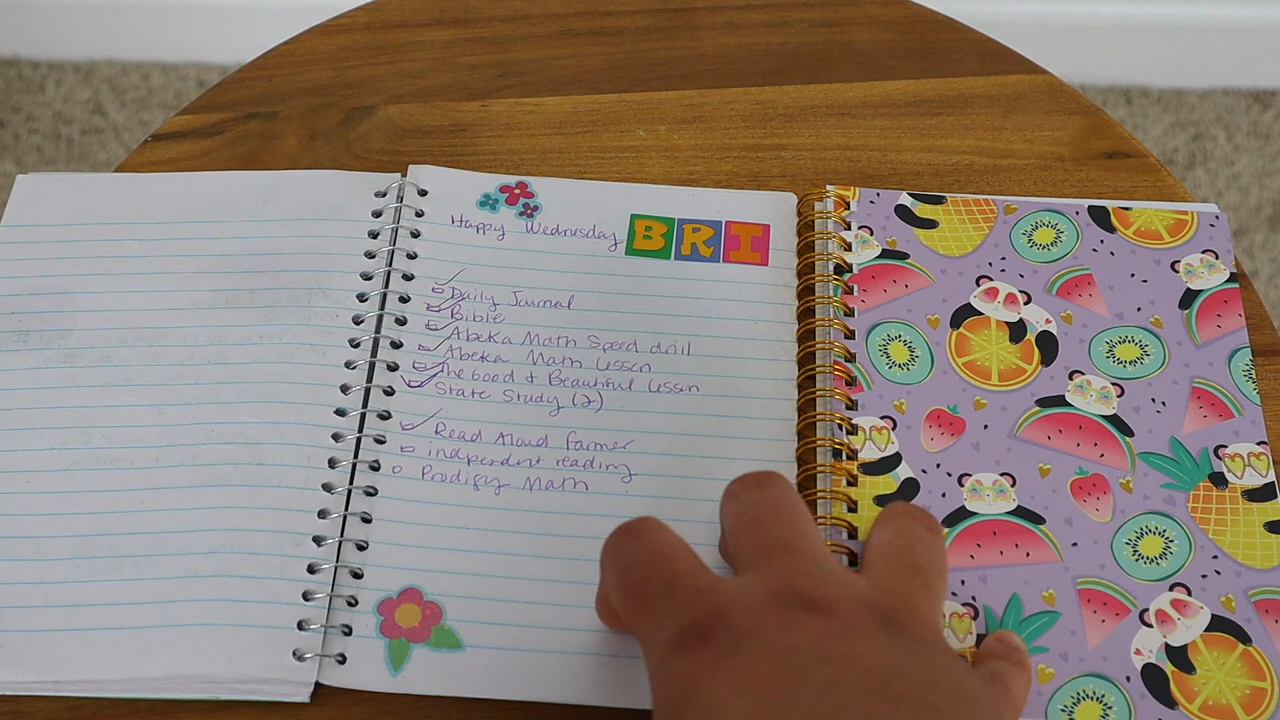 Happy Wednesday BRI
Daily Journal
Bible
Abeka Math Speed drill
Abeka Math Lesson
The Good & Beautiful Lesson
State Study (2)
Read Aloud Farmer
independent reading
Prodigy Math